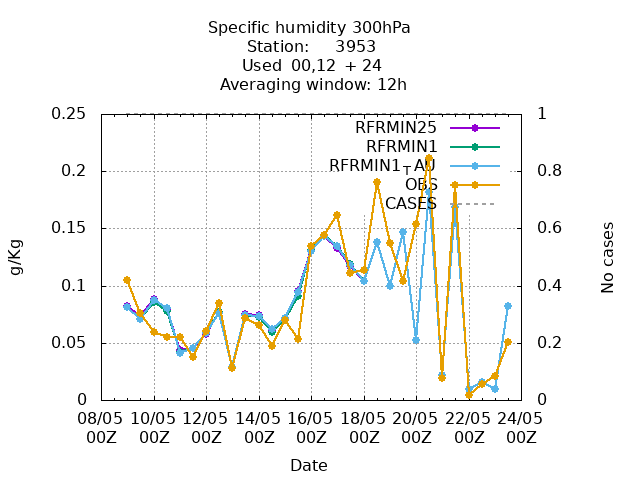 Specific humidity 300hPa
Station: 3953
Used 00,12 + 24
Averaging window: 12h
0.25
0.2
0.15
0.1
0.05
0
1
0.8
0.6
0.4
0.2
0
g/Kg
No cases
RFRMIN25
RFRMIN1
RFRMIN1┬AU
OBS
CASES
08/05 10/05 12/05 14/05 16/05 18/05 20/05 22/05 24/05
00Z 00Z 00Z 00Z 00Z 00Z 00Z 00Z 00Z
Date